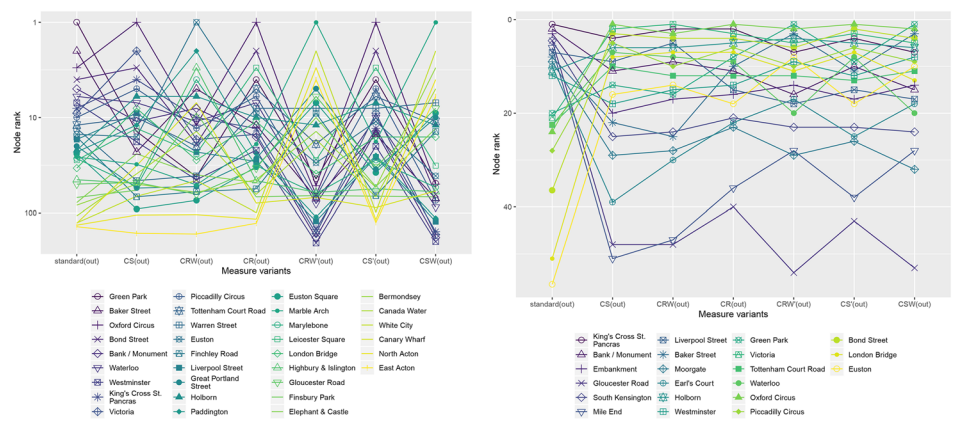 1
10
100
Node rank
standard(out)
CS(out)
CRW(out)
CR(out)
CRW'(out)
CS'(out)
CSW(out)
Measure variants
Green Park
Baker Street
Oxford Circus
Bond Street
Bank / Monument
Waterloo
Westminster
King's Cross St.
Pancras
Victoria
Piccadilly Circus
Tottenham Court Road
Warren Street
Euston
Finchley Road
Liverpool Street
Great Portland
Street
Holborn
Paddington
Euston Square
Marble Arch
Marylebone
Leicester Square
London Bridge
Highbury & Islington
Gloucester Road
Finsbury Park
Elephant & Castle
Bermondsey
Canada Water
White City
Canary Wharf
North Acton
East Acton
0
20
40
Node rank
standard(out)
CS(out)
CRW(out)
CR(out)
CRW'(out)
CS'(out)
CSW(out)
Measure variants
King's Cross St.
Pancras
Bank / Monument
Embankment
Gloucester Road
South Kensington
Mile End
Liverpool Street
Baker Street
Moorgate
Earl's Court
Holborn
Westminster
Green Park
Victoria
Tottenham Court Road
Waterloo
Oxford Circus
Piccadilly Circus
Bond Street
London Bridge
Euston